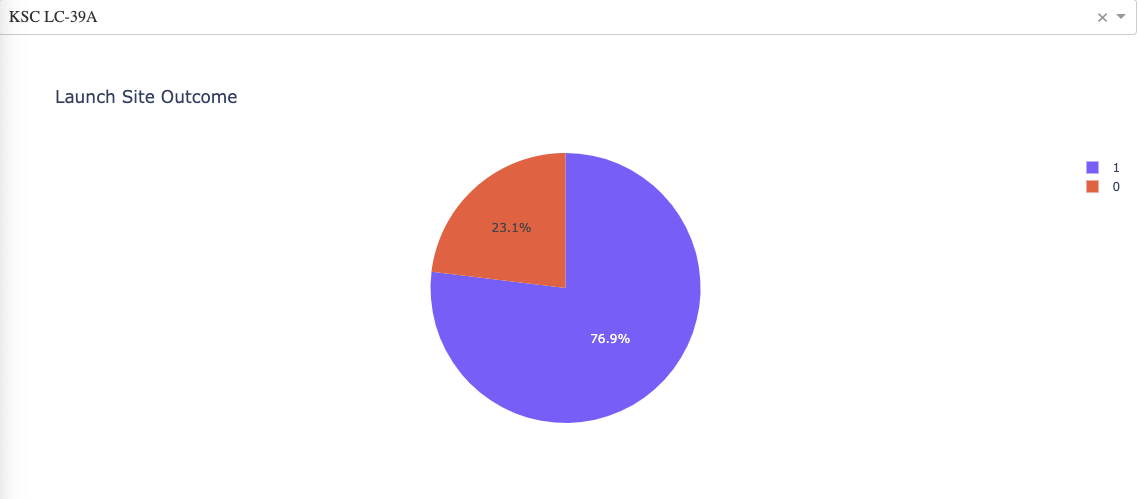 KSC LC-39A
Launch Site Outcome
1
0
23.1%
76.9%